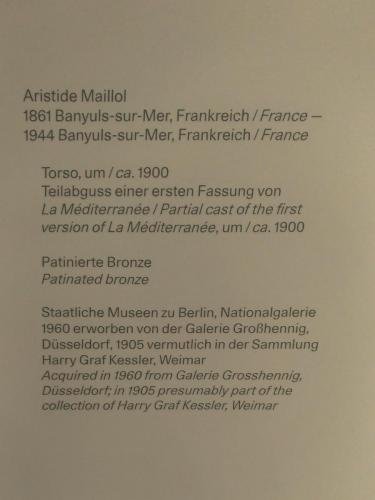 Aristide Maillol
1861 Banyuls-sur-Mer, Frankreich / France —
1944 Banyuls-sur-Mer, Frankreich / France
Torso, um / ca. 1900
Teilabguss einer ersten Fassung von
La Méditerranée / Partial cast of the first
version of La Méditerranée, um / ca. 1900
Patinierte Bronze
Patinated bronze
Staatliche Museen zu Berlin, Nationalgalerie
1960 erworben von der Galerie Großhennig,
Düsseldorf, 1905 vermutlich in der Sammlung
Harry Graf Kessler, Weimar
Acquired in 1960 from Galerie Grosshennig,
Düsseldorf; in 1905 presumably part of the
collection of Harry Graf Kessler, Weimar